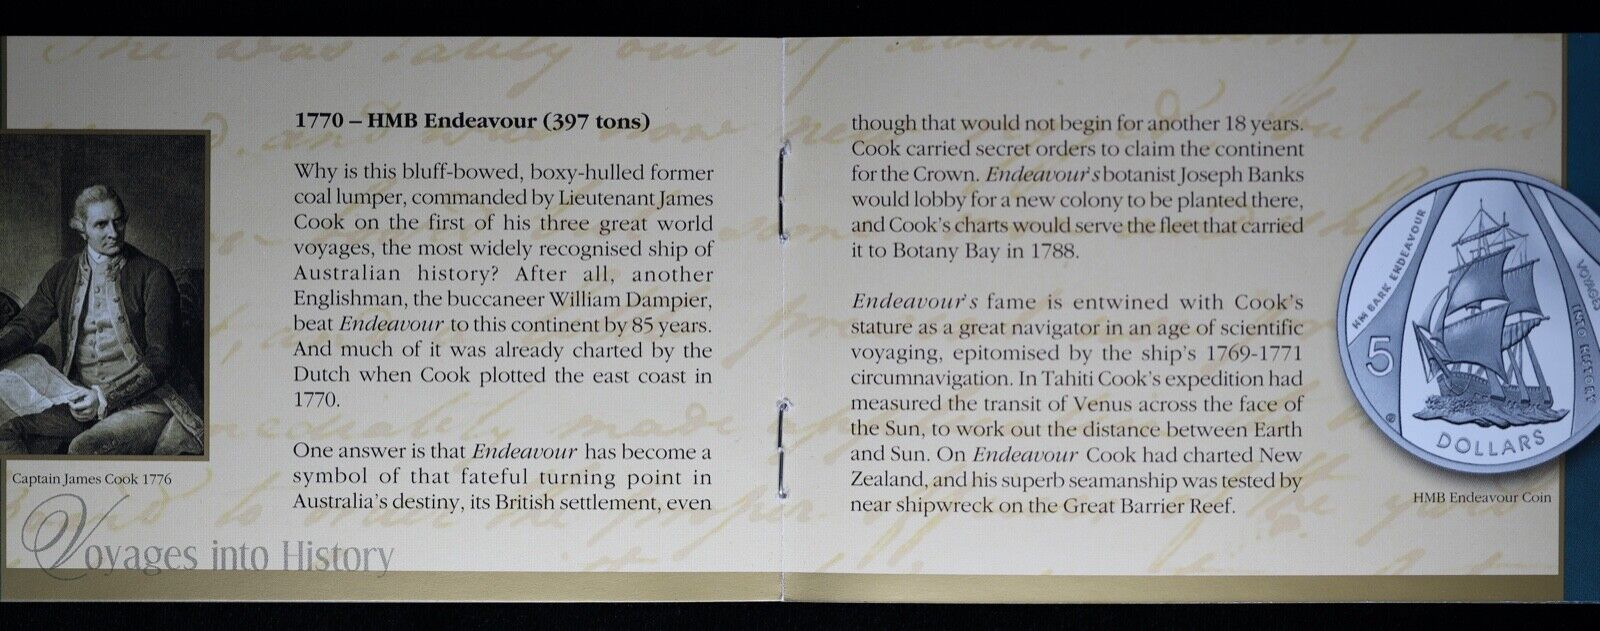 1770 – HMB Endeavour (397 tons)
Why is this bluff-bowed, boxy-hulled former
coal lumper, commanded by Lieutenant James
Cook on the first of his three great world
voyages, the most widely recognised ship of
Australian history? After all, another
Englishman, the buccaneer William Dampier,
beat Endeavour to this continent by 85 years.
And much of it was already charted by the
Dutch when Cook plotted the east coast in
1770.
One answer is that Endeavour has become a
symbol of that fateful turning point in
Australia's destiny, its British settlement, even
Captain James Cook 1776
Voyages into History
though that would not begin for another 18 years.
Cook carried secret orders to claim the continent
for the Crown. Endeavour's botanist Joseph Banks
would lobby for a new colony to be planted there,
and Cook's charts would serve the fleet that carried
it to Botany Bay in 1788.
Endeavour's fame is entwined with Cook's
stature as a great navigator in an age of scientific
voyaging, epitomised by the ship's 1769-1771
circumnavigation. In Tahiti Cook's expedition had
measured the transit of Venus across the face of
the Sun, to work out the distance between Earth
and Sun. On Endeavour Cook had charted New
Zealand, and his superb seamanship was tested by
near shipwreck on the Great Barrier Reef.
HM BARK ENDEAVOUR
VOYAGES INTO HISTORY
5
DOLLARS
HMB Endeavour Coin